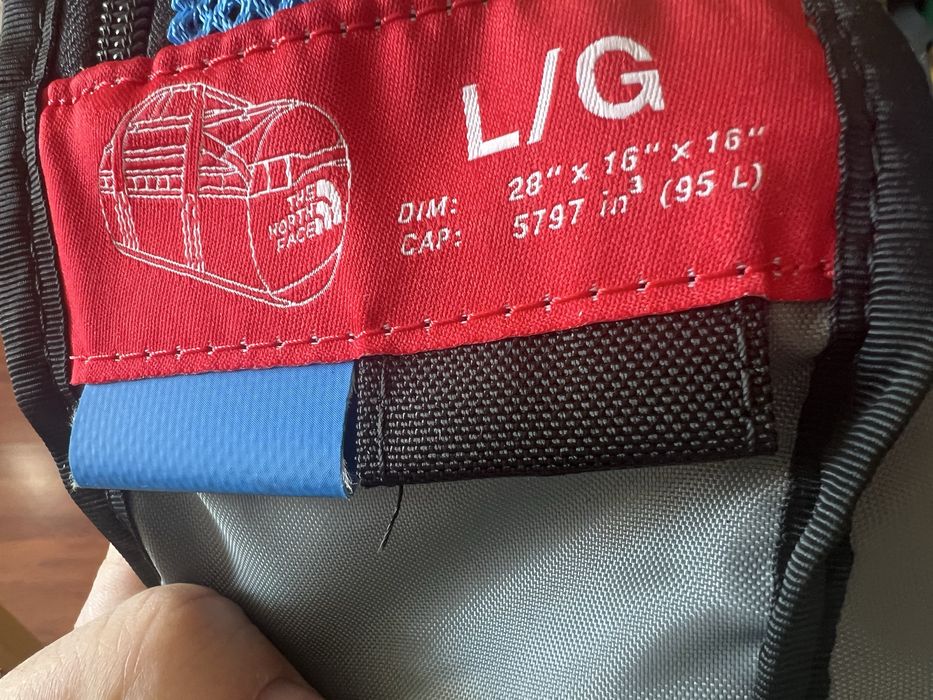 L/G
DIM: 28" x 16" x 16"
CAP: 5797 in³ (95 L)
THE
NORTH
FACE